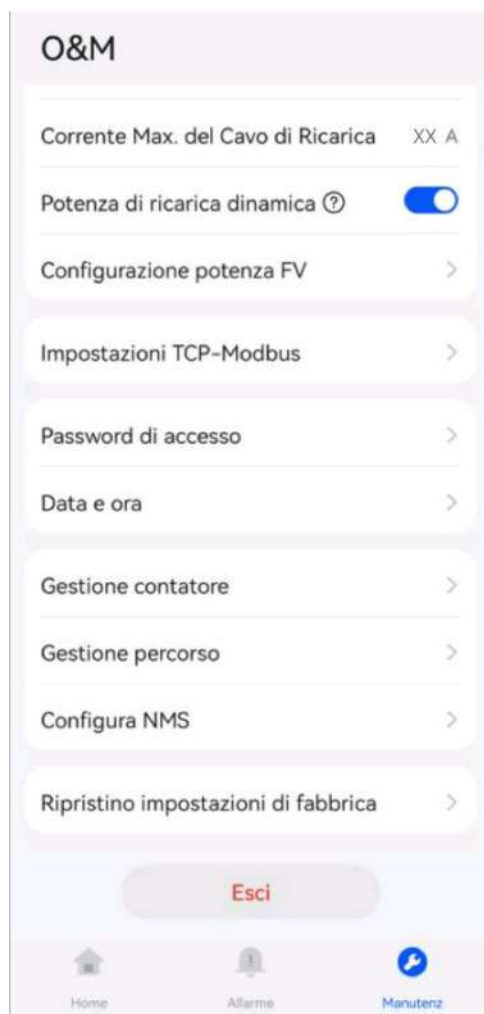 O&M
Corrente Max. del Cavo di Ricarica XX A
Potenza di ricarica dinamica ?
Configurazione potenza FV
Impostazioni TCP-Modbus
Password di accesso
Data e ora
Gestione contatore
Gestione percorso
Configura NMS
Ripristino impostazioni di fabbrica
Esci
Home Allarme Manutenz